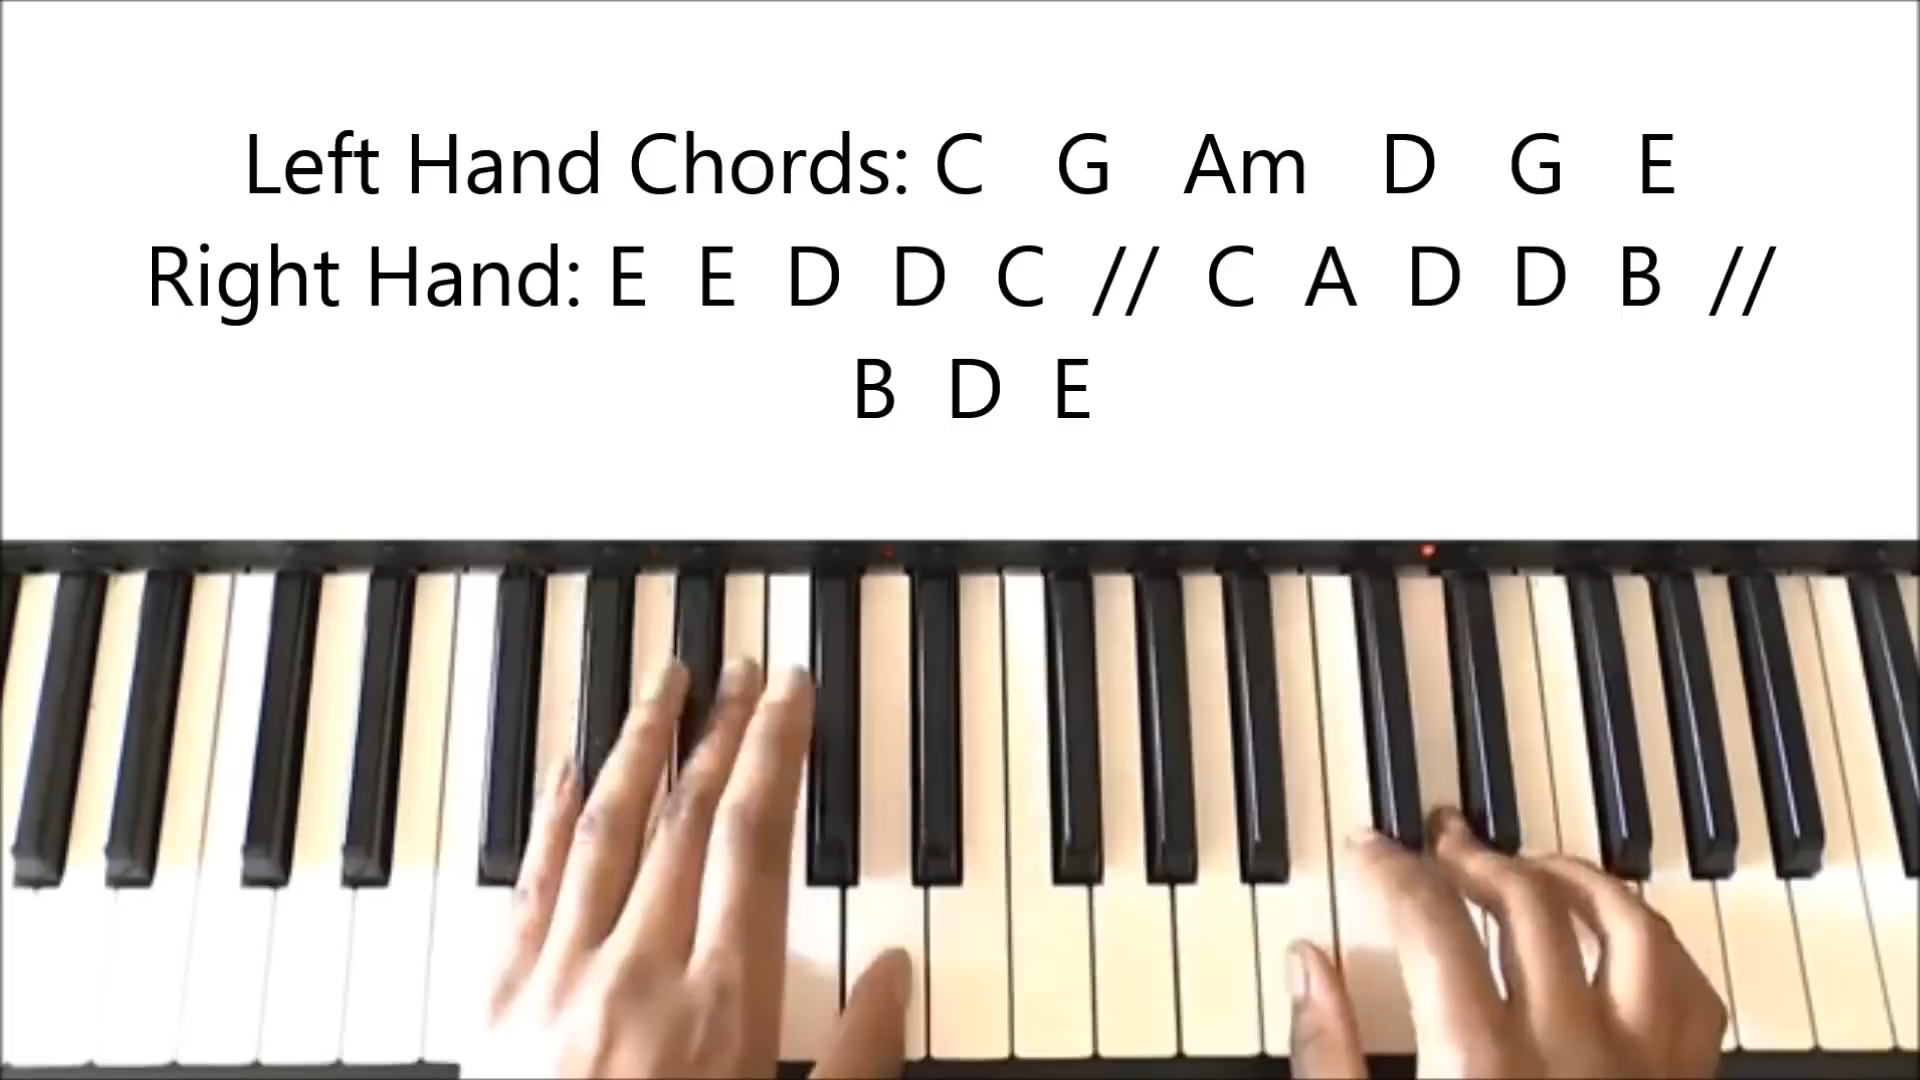 Left Hand Chords: C G Am D G E
Right Hand: E E D D C // C A D D B //
B D E